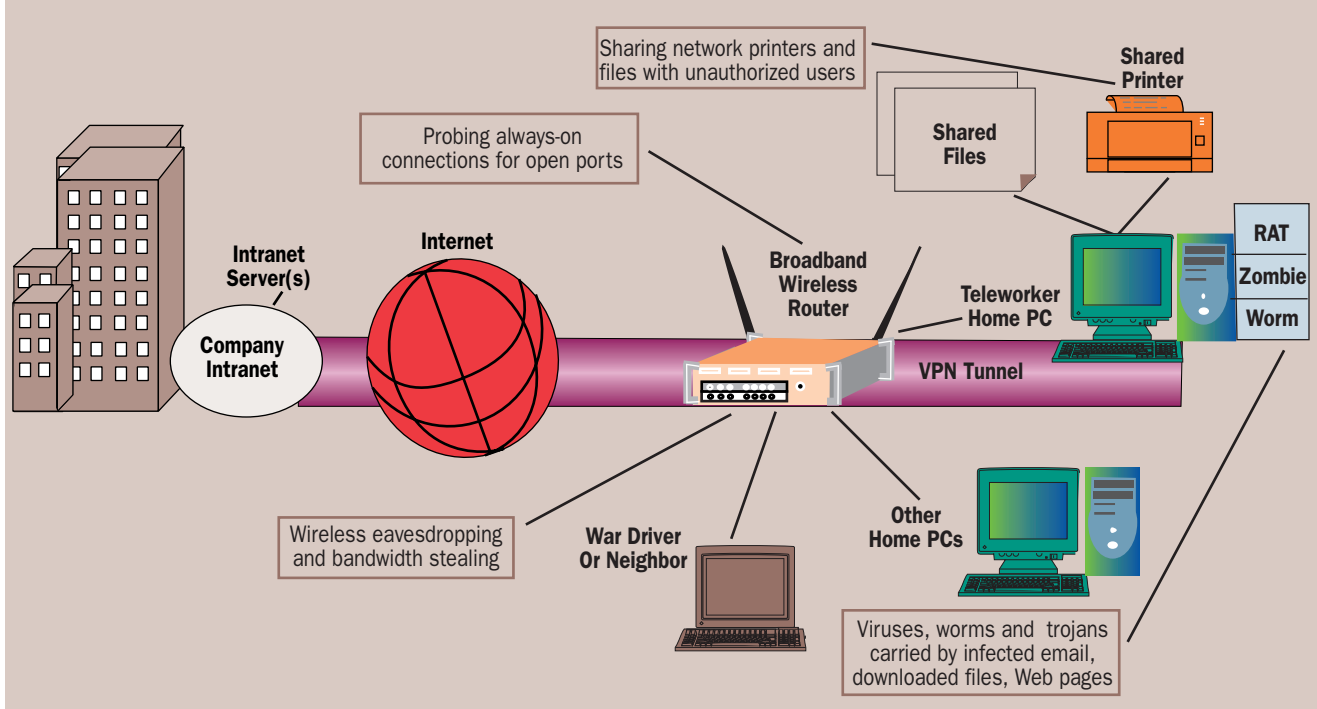 Sharing network printers and
files with unauthorized users
Shared
Printer
Shared
Files
Probing always-on
connections for open ports
RAT
Zombie
Worm
Intranet
Server(s)
Internet
Broadband
Wireless
Router
Teleworker
Home PC
Company
Intranet
VPN Tunnel
Wireless eavesdropping
and bandwidth stealing
War Driver
Or Neighbor
Other
Home PCs
Viruses, worms and trojans
carried by infected email,
downloaded files, Web pages